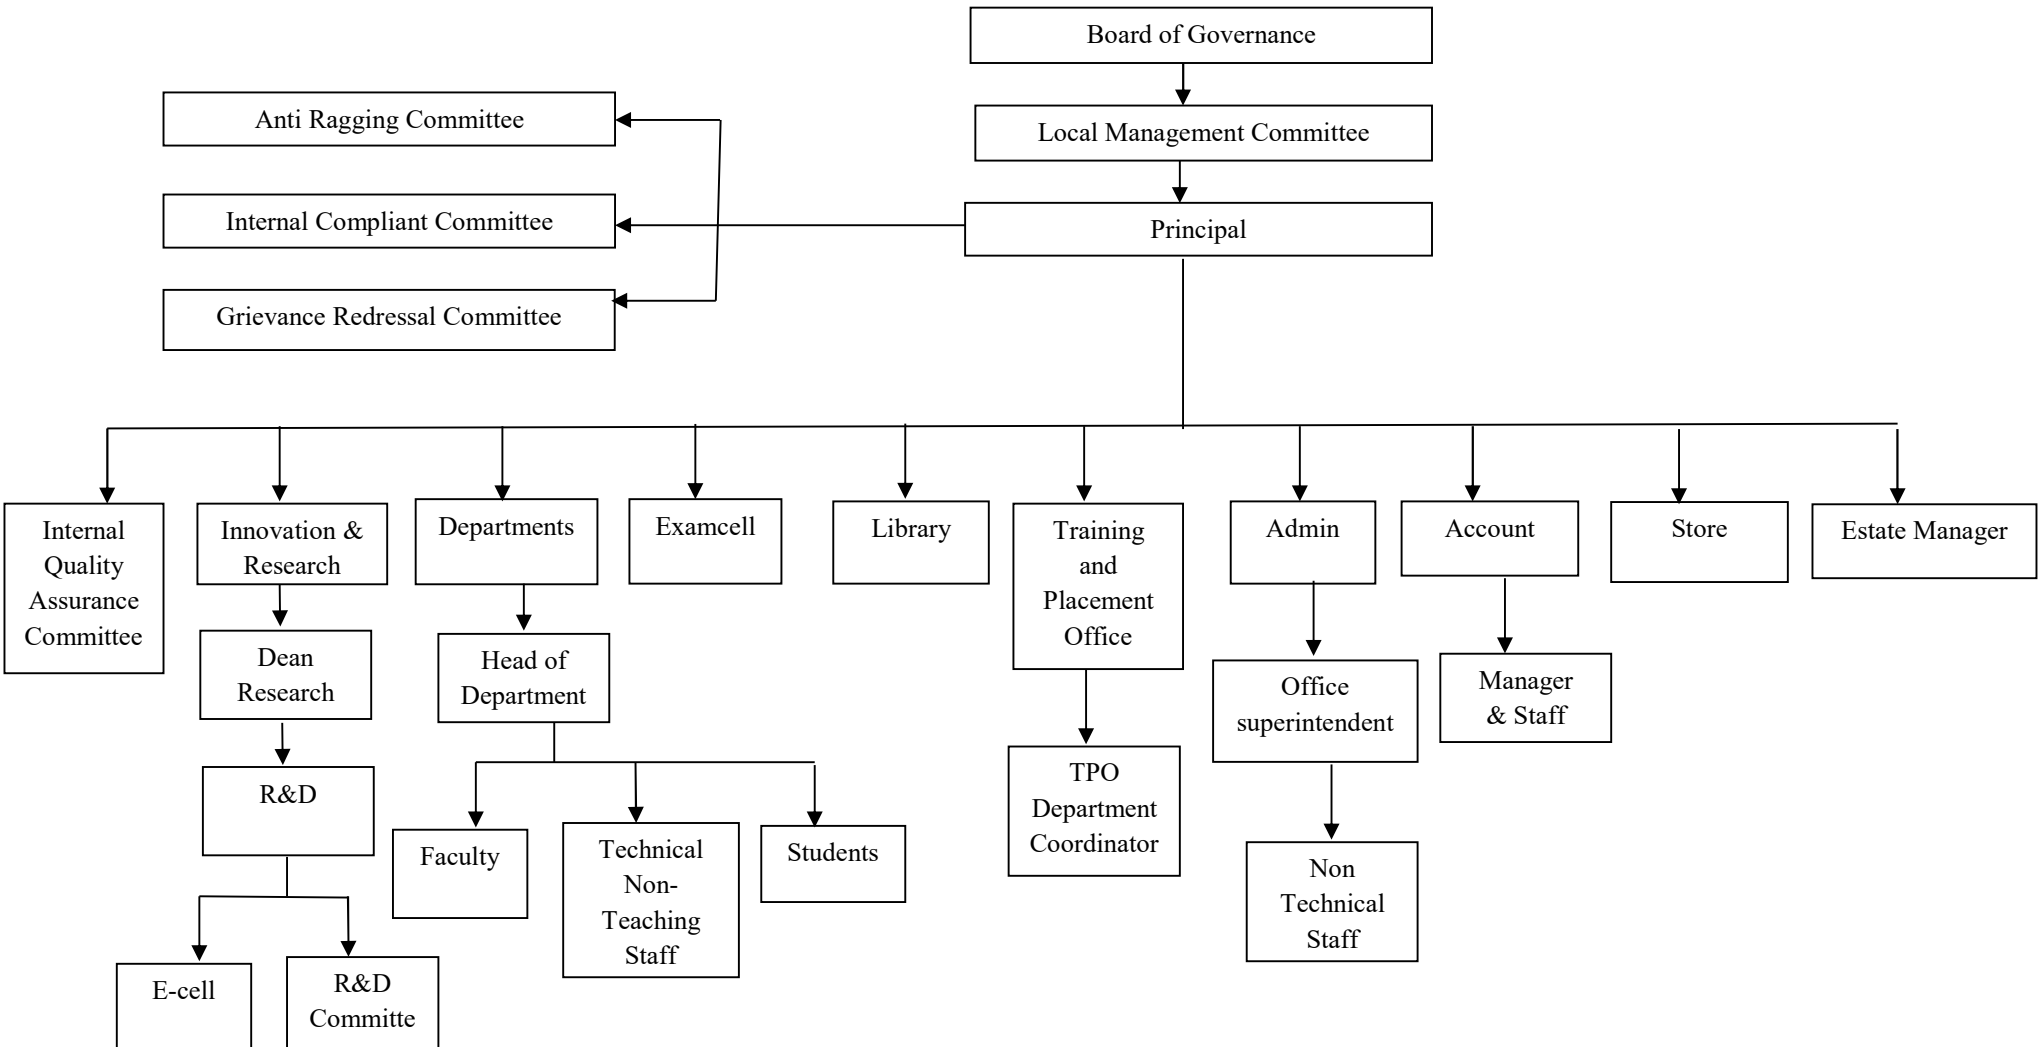 Board of Governance
Anti Ragging Committee
Local Management Committee
Internal Compliant Committee
Principal
Grievance Redressal Committee
Internal
Quality
Assurance
Committee
Innovation &
Research
Departments
Examcell
Library
Training
and
Placement
Office
Admin
Account
Store
Estate Manager
Dean
Research
Head of
Department
Office
superintendent
Manager
& Staff
R&D
TPO
Department
Coordinator
Faculty
Technical
Non-
Teaching
Staff
Students
Non
Technical
Staff
E-cell
R&D
Committe